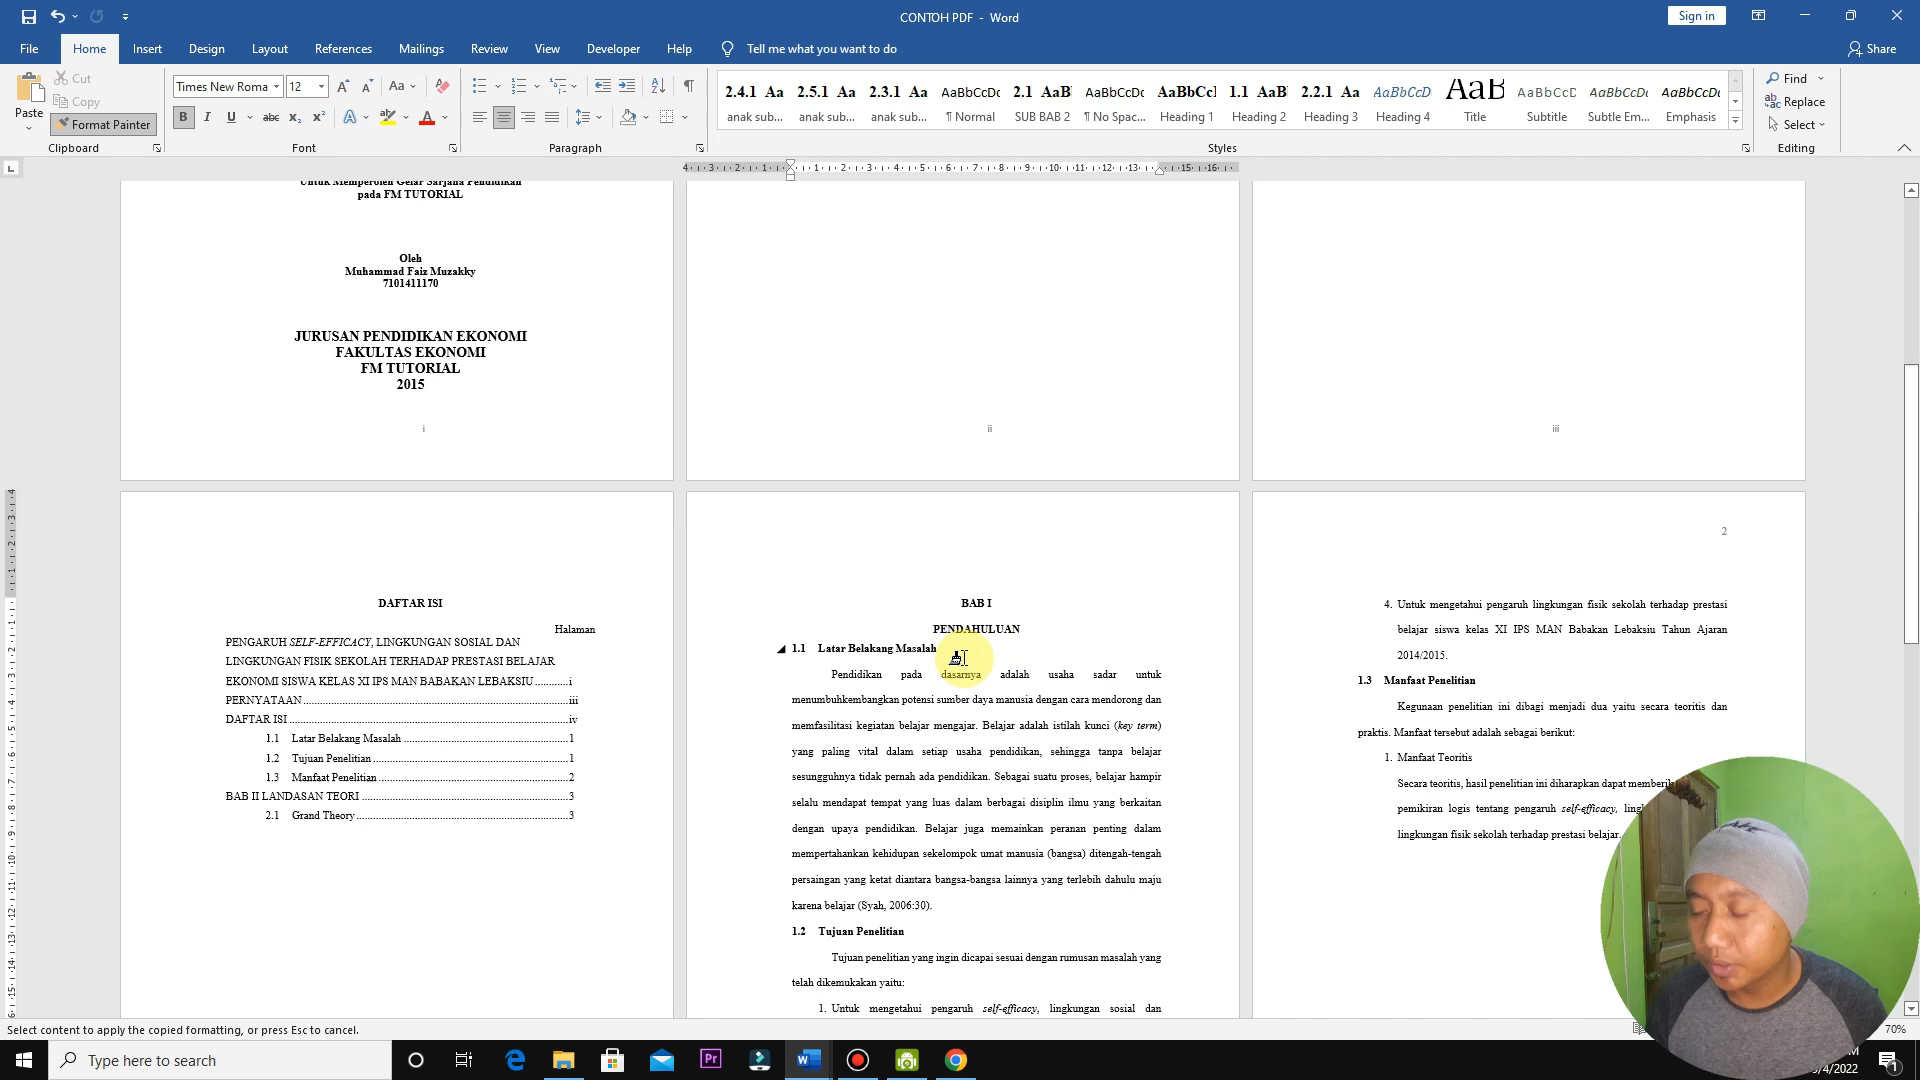 CONTOH PDF - Word
Sign in
File Home Insert Design Layout References Mailings Review View Developer Help Tell me what you want to do
Share
Paste
Cut
Copy
Format Painter
Clipboard
Times New Roma 12
Font
Paragraph
2.4.1 Aa 2.5.1 Aa 2.3.1 Aa AaBbCcDc 2.1 AaB AaBbCcDc AaBbCcl 1.1 AaB 2.2.1 Aa AaBbCcD AaB AaBbCcD AaBbCcDc AaBbCcDc
anak sub... anak sub... anak sub... ¶ Normal SUB BAB 2 ¶ No Spac... Heading 1 Heading 2 Heading 3 Heading 4 Title Subtitle Subtle Em... Emphasis
Styles
Find
Replace
Select
Editing
Untuk Memperoleh Gelar Sarjana Pendidikan
pada FM TUTORIAL
Oleh
Muhammad Faiz Muzakky
7101411170
JURUSAN PENDIDIKAN EKONOMI
FAKULTAS EKONOMI
FM TUTORIAL
2015
i
ii
iii
DAFTAR ISI
Halaman
PENGARUH SELF-EFFICACY, LINGKUNGAN SOSIAL DAN
LINGKUNGAN FISIK SEKOLAH TERHADAP PRESTASI BELAJAR
EKONOMI SISWA KELAS XI IPS MAN BABAKAN LEBAKSIU ............i
PERNYATAAN ............iii
DAFTAR ISI ............iv
1.1 Latar Belakang Masalah ............1
1.2 Tujuan Penelitian ............1
1.3 Manfaat Penelitian ............2
BAB II LANDASAN TEORI ............3
2.1 Grand Theory ............3
BAB I
PENDAHULUAN
1.1 Latar Belakang Masalah
Pendidikan pada dasarnya adalah usaha sadar untuk
menumbuhkembangkan potensi sumber daya manusia dengan cara mendorong dan
memfasilitasi kegiatan belajar mengajar. Belajar adalah istilah kunci (key term)
yang paling vital dalam setiap usaha pendidikan, sehingga tanpa belajar
sesungguhnya tidak pernah ada pendidikan. Sebagai suatu proses, belajar hampir
selalu mendapat tempat yang luas dalam berbagai disiplin ilmu yang berkaitan
dengan upaya pendidikan. Belajar juga memainkan peranan penting dalam
mempertahankan kehidupan sekelompok umat manusia (bangsa) ditengah-tengah
persaingan yang ketat diantara bangsa-bangsa lainnya yang terlebih dahulu maju
karena belajar (Syah, 2006:30).
1.2 Tujuan Penelitian
Tujuan penelitian yang ingin dicapai sesuai dengan rumusan masalah yang
telah dikemukakan yaitu:
1. Untuk mengetahui pengaruh self-efficacy, lingkungan sosial dan
2
4. Untuk mengetahui pengaruh lingkungan fisik sekolah terhadap prestasi
belajar siswa kelas XI IPS MAN Babakan Lebaksiu Tahun Ajaran
2014/2015.
1.3 Manfaat Penelitian
Kegunaan penelitian ini dibagi menjadi dua yaitu secara teoritis dan
praktis. Manfaat tersebut adalah sebagai berikut:
1. Manfaat Teoritis
Secara teoritis, hasil penelitian ini diharapkan dapat
pemikiran logis tentang pengaruh self-efficacy,
lingkungan fisik sekolah terhadap prestasi belajar.
Select content to apply the copied formatting, or press Esc to cancel.
70%
Type here to search
/4/2022